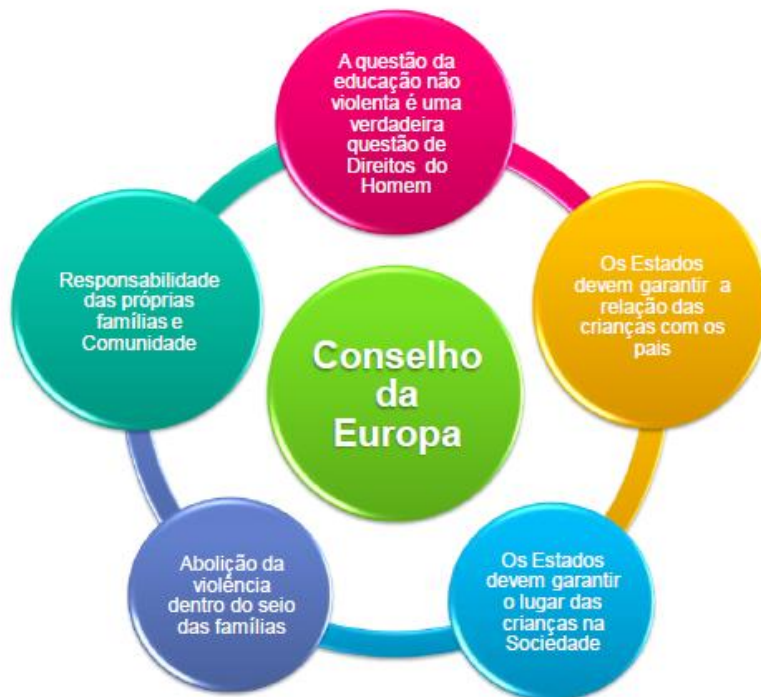 A questão da
educação não
violenta é uma
verdadeira
questão de
Direitos do
Homem
Os Estados
devem garantir a
relação das
crianças com os
pais
Os Estados
devem garantir
o lugar das
crianças na
Sociedade
Abolição da
violência
dentro do seio
das famílias
Responsabilidade
das próprias
famílias e
Comunidade
Conselho
da
Europa